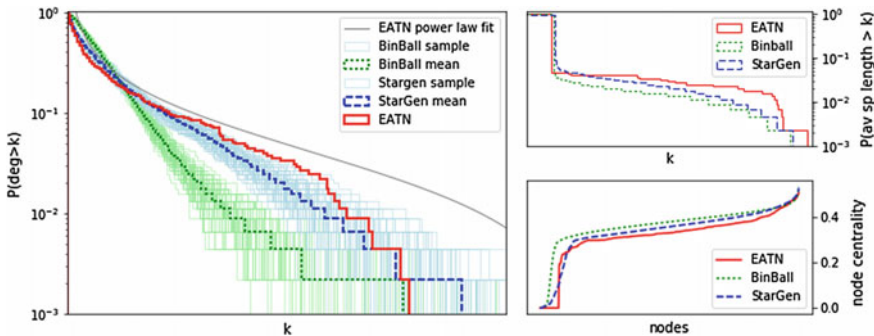 10⁰
10⁻¹
10⁻²
10⁻³
P(deg>k)
k
EATN power law fit
BinBall sample
BinBall mean
Stargen sample
StarGen mean
EATN
EATN
Binball
StarGen
10⁰
10⁻¹
10⁻²
10⁻³
P(av sp length > k)
k
EATN
BinBall
StarGen
0.4
0.2
0.0
node centrality
nodes